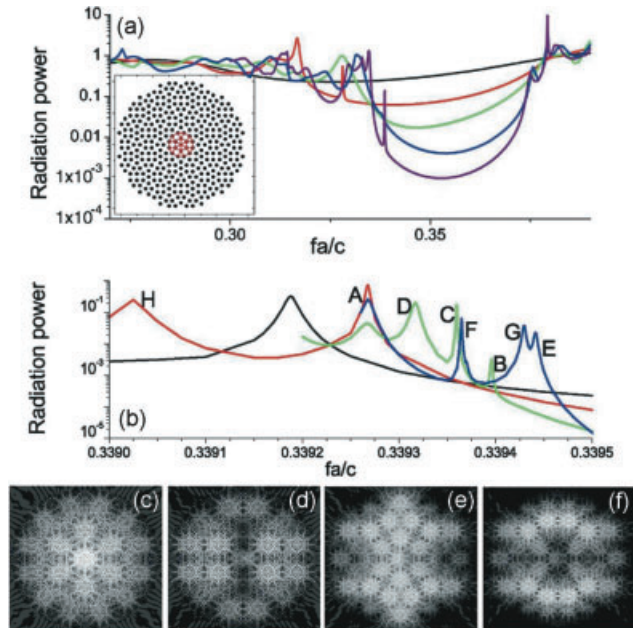 (a)
Radiation power
10
1
0.1
0.01
1x10-3
1x10-4
0.30
0.35
fa/c
(b)
Radiation power
10-1
10-3
10-5
H
A
D
C
F
B
G
E
0.3390
0.3391
0.3392
0.3393
0.3394
0.3395
fa/c
(c)
(d)
(e)
(f)